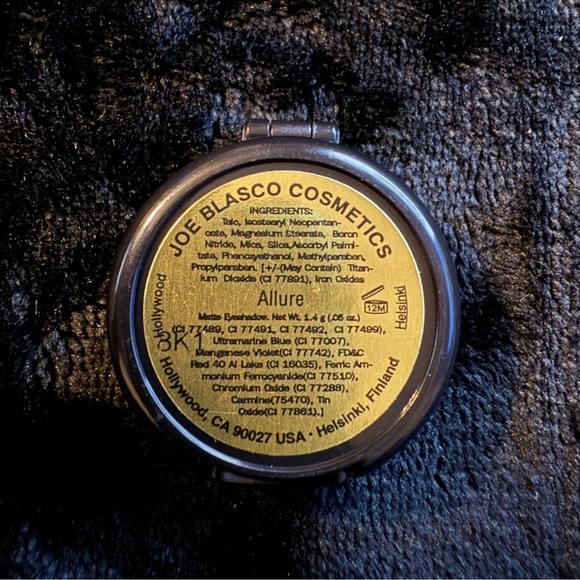 JOE BLASCO COSMETICS
INGREDIENTS:
Talc, Isostearyl Neopentan-
oate, Magnesium Stearate, Boron
Nitride, Mica, Silica,Ascorbyl Palmi-
tate, Phenoxyethanol, Methylparaben,
Propylparaben. [+/-(May Contain) Titan-
ium Dioxide (CI 77891), Iron Oxides
Allure
Matte Eyeshadow. Net Wt. 1.4 g (.05 oz.)
(CI 77489, CI 77491, CI 77492, CI 77499),
Ultramarine Blue (CI 77007),
Manganese Violet(CI 77742), FD&C
Red 40 Al Lake (CI 16035), Ferric Am-
monium Ferrocyanide(CI 77510),
Chromium Oxide (CI 77288),
Carmine(75470), Tin
Oxide(CI 77861).]
Hollywood
12M
Helsinki
3K1
Hollywood, CA 90027 USA • Helsinki, Finland